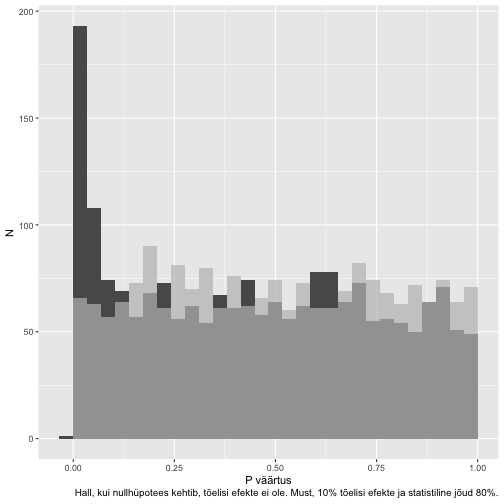 200
150
100
50
0
N
0.00 0.25 0.50 0.75 1.00
P väärtus
Hall, kui nullhüpotees kehtib, tõelisi efekte ei ole. Must, 10% tõelisi efekte ja statistiline jõud 80%.